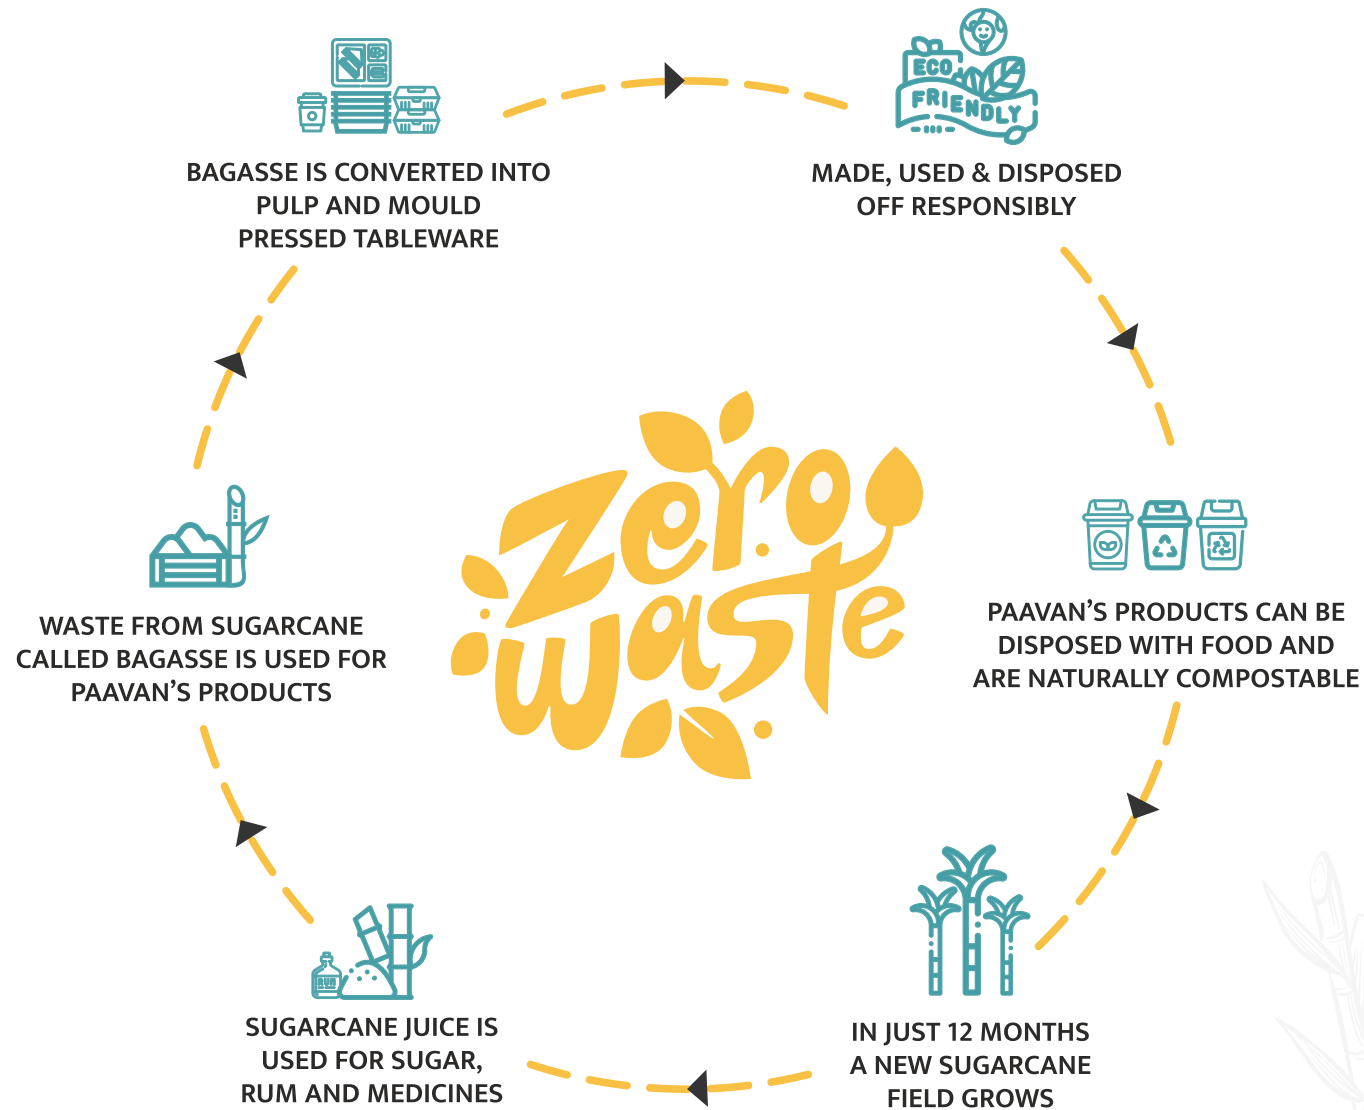 ECO
FRIENDLY
BAGASSE IS CONVERTED INTO
PULP AND MOULD
PRESSED TABLEWARE
MADE, USED & DISPOSED
OFF RESPONSIBLY
zero
waste
WASTE FROM SUGARCANE
CALLED BAGASSE IS USED FOR
PAAVAN’S PRODUCTS
PAAVAN’S PRODUCTS CAN BE
DISPOSED WITH FOOD AND
ARE NATURALLY COMPOSTABLE
RUM
SUGARCANE JUICE IS
USED FOR SUGAR,
RUM AND MEDICINES
IN JUST 12 MONTHS
A NEW SUGARCANE
FIELD GROWS